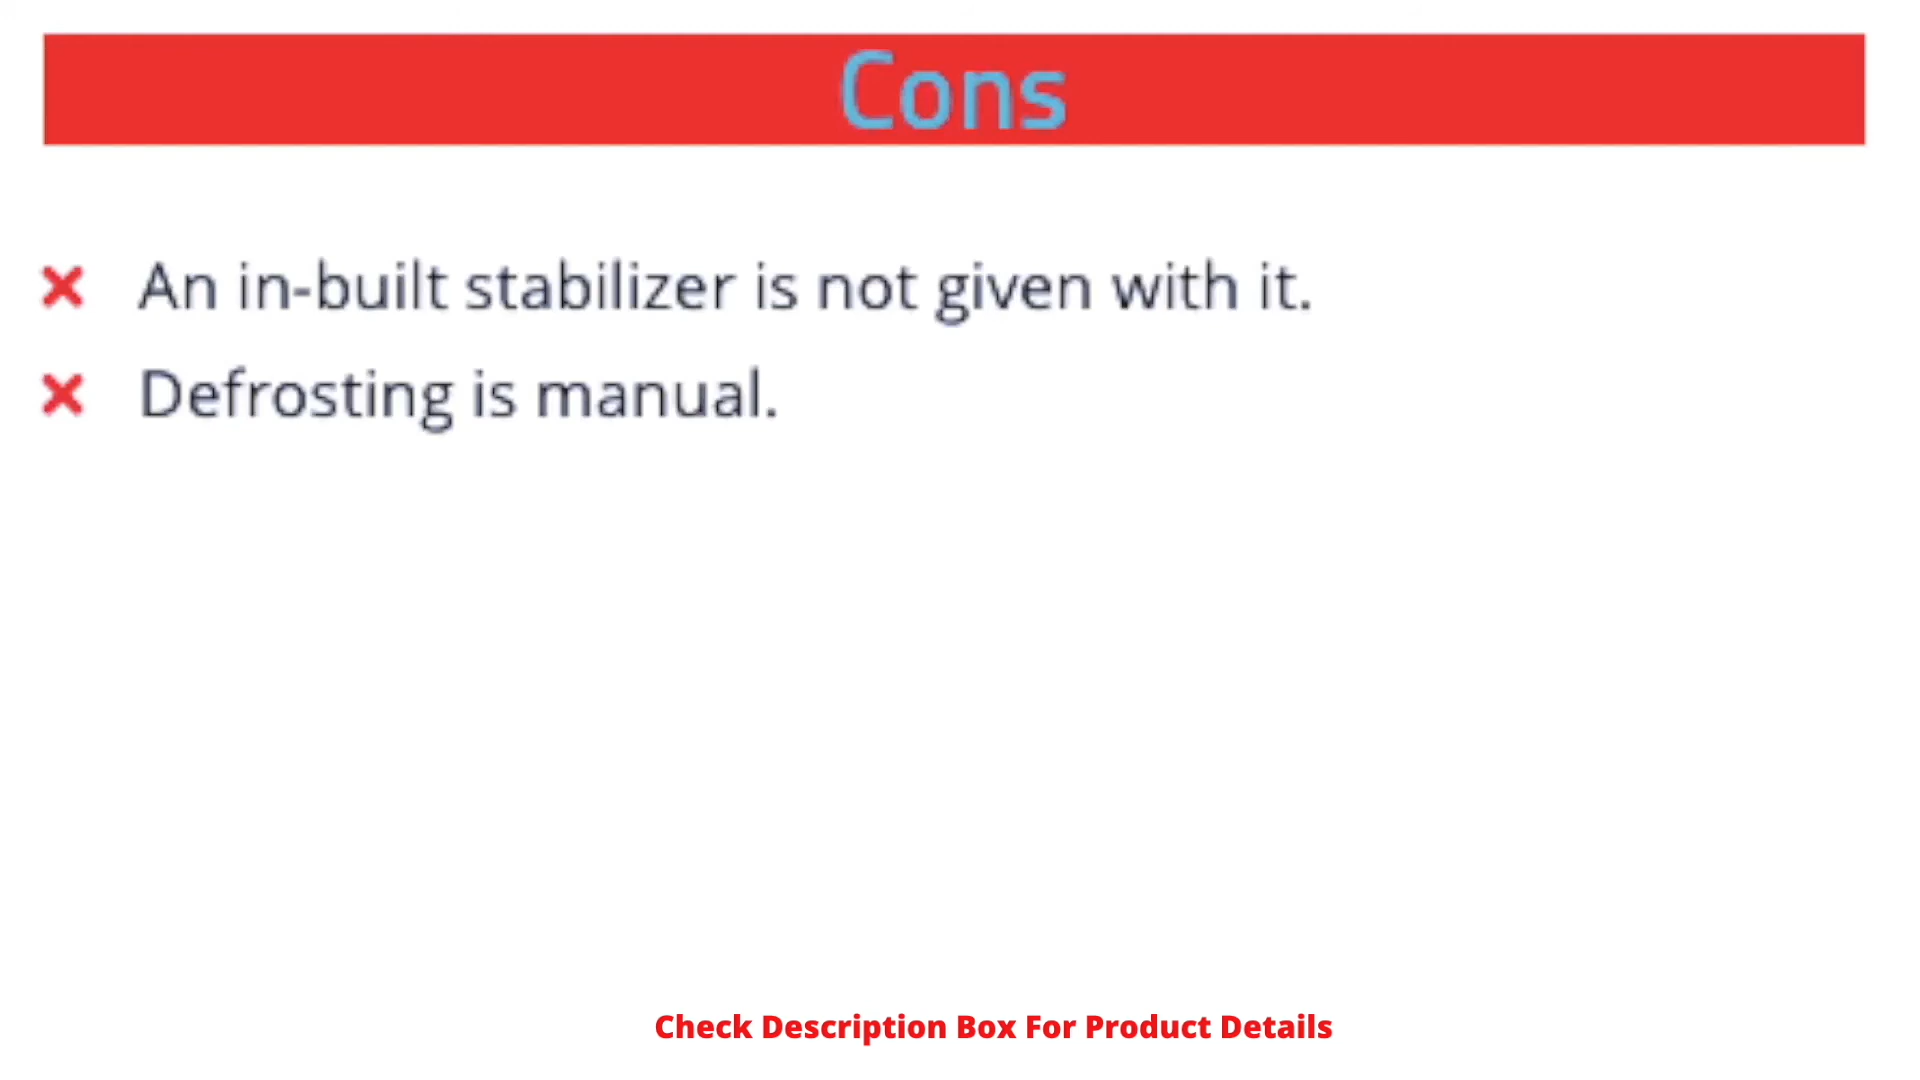 Cons
An in-built stabilizer is not given with it.
Defrosting is manual.
Check Description Box For Product Details